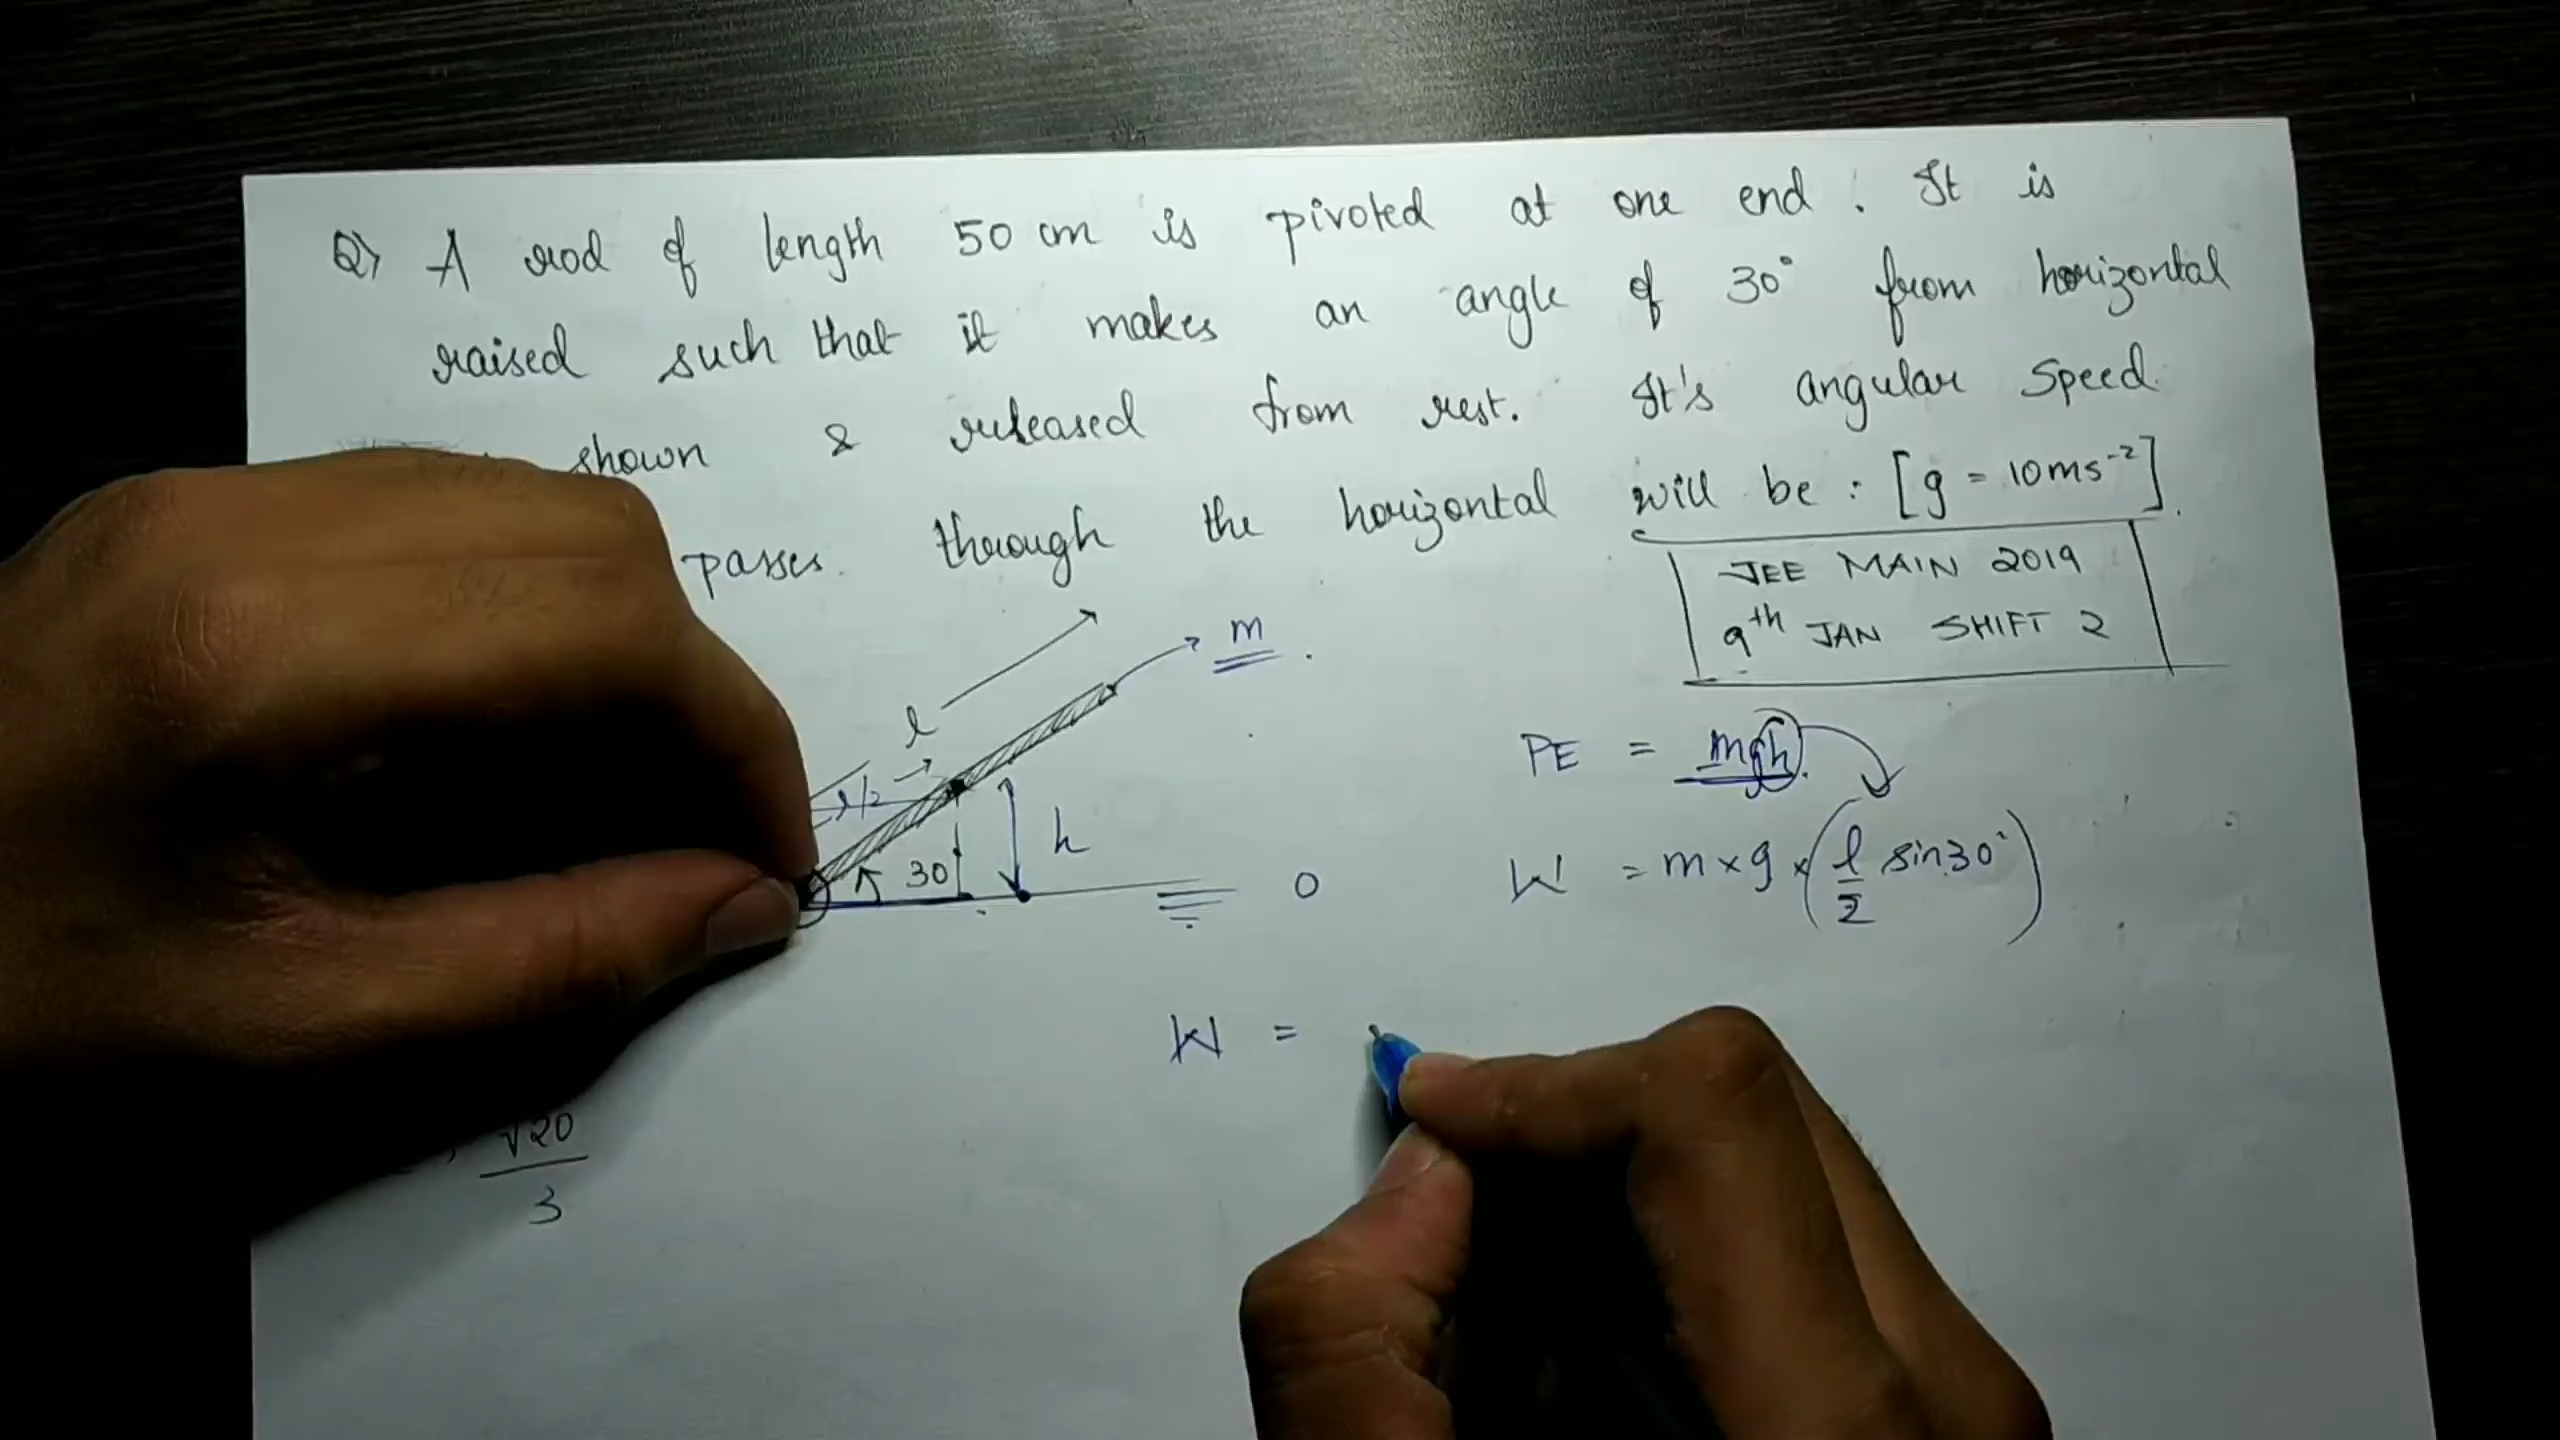 Q) A rod of length 50 cm is pivoted at one end. It is
raised such that it makes an angle of 30° from horizontal
shown & released from rest. It's angular speed
passes through the horizontal will be : [g = 10ms⁻²].
JEE MAIN 2019
9th JAN SHIFT 2
m
l
l/2
h
30
0
PE = mgh.
W = m×g×(l/2 sin30°)
W =
√20/3